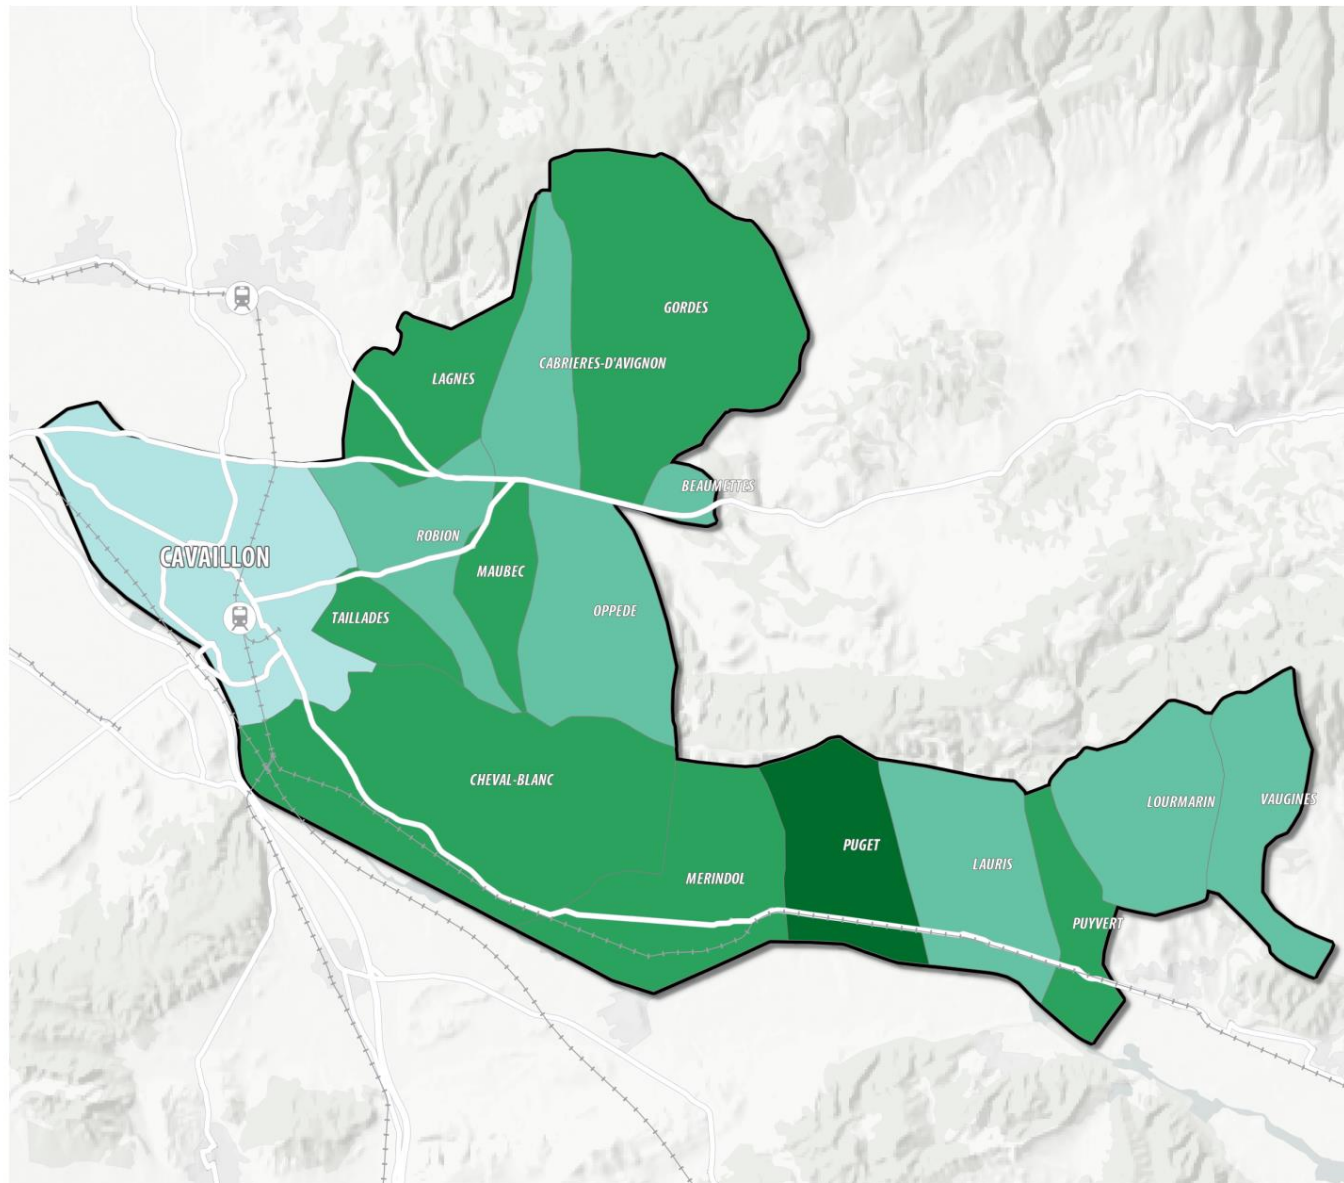 GORDES
CABRIERES-D'AVIGNON
LAGNES
BEAUMETTES
ROBION
CAVAILLON
MAUBEC
OPPEDE
TAILLADES
CHEVAL-BLANC
LOURMARIN
VAUGINES
PUGET
LAURIS
MERINDOL
PUYVERT